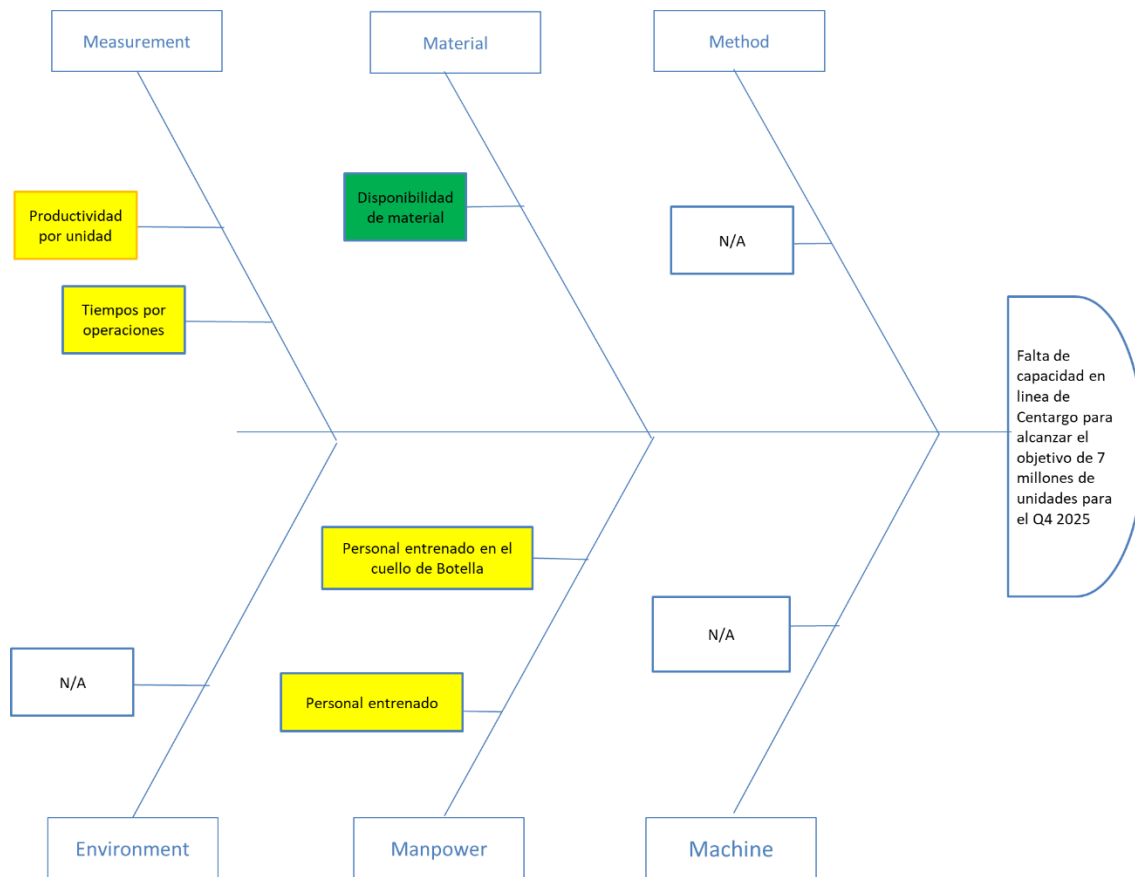 Measurement
Material
Method
Productividad
por unidad
Disponibilidad
de material
N/A
Tiempos por
operaciones
Falta de
capacidad en
linea de
Centargo para
alcanzar el
objetivo de 7
millones de
unidades para
el Q4 2025
Personal entrenado en el
cuello de Botella
N/A
N/A
Personal entrenado
Environment
Manpower
Machine